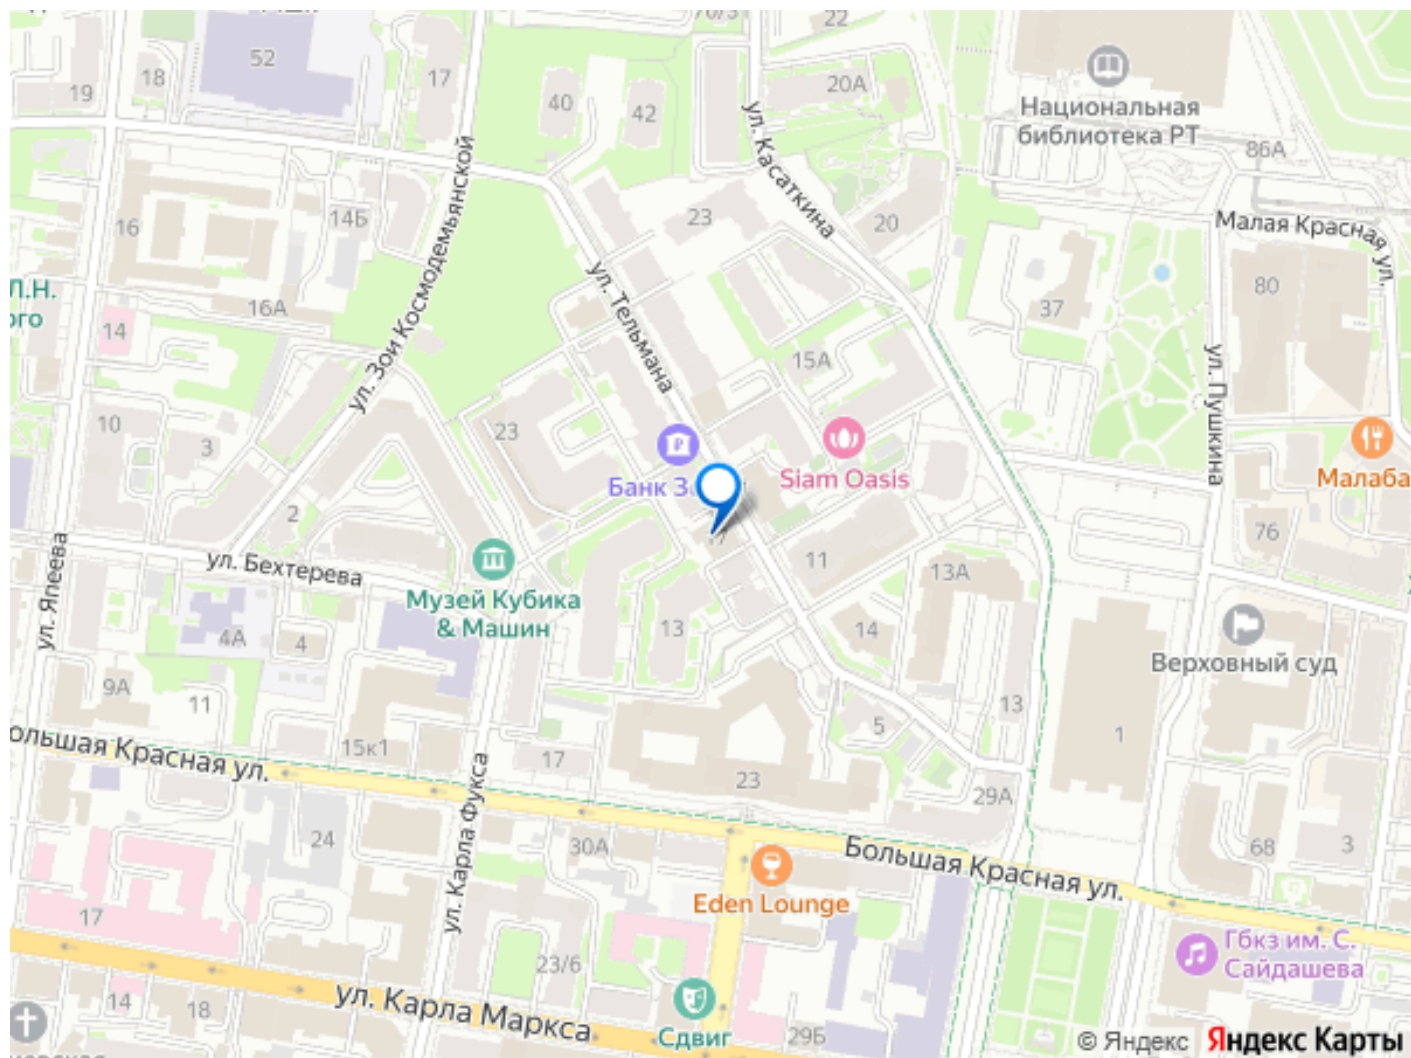 22
52
18
17
19
40
42
20А
Национальная
библиотека РТ
86А
ул. Касаткина
ул. Зои Космодемьянской
16
14Б
23
20
Малая Красная ул.
80
37
16А
14
ул. Тельмана
15А
ул. Пушкина
10
3
23
Банк
Siam Oasis
Малаба
2
76
ул. Бехтерева
ул. Япеева
11
13А
Музей Кубика
& Машин
4А
4
13
14
Верховный суд
9А
11
13
5
1
15к1
17
23
29А
Большая Красная ул.
ул. Карла Фукса
24
30А
68
3
Большая Красная ул.
Eden Lounge
17
23/6
Гбкз им. С.
Сайдашева
14
18
ул. Карла Маркса
Сдвиг
29Б
© Яндекс Яндекс Карты